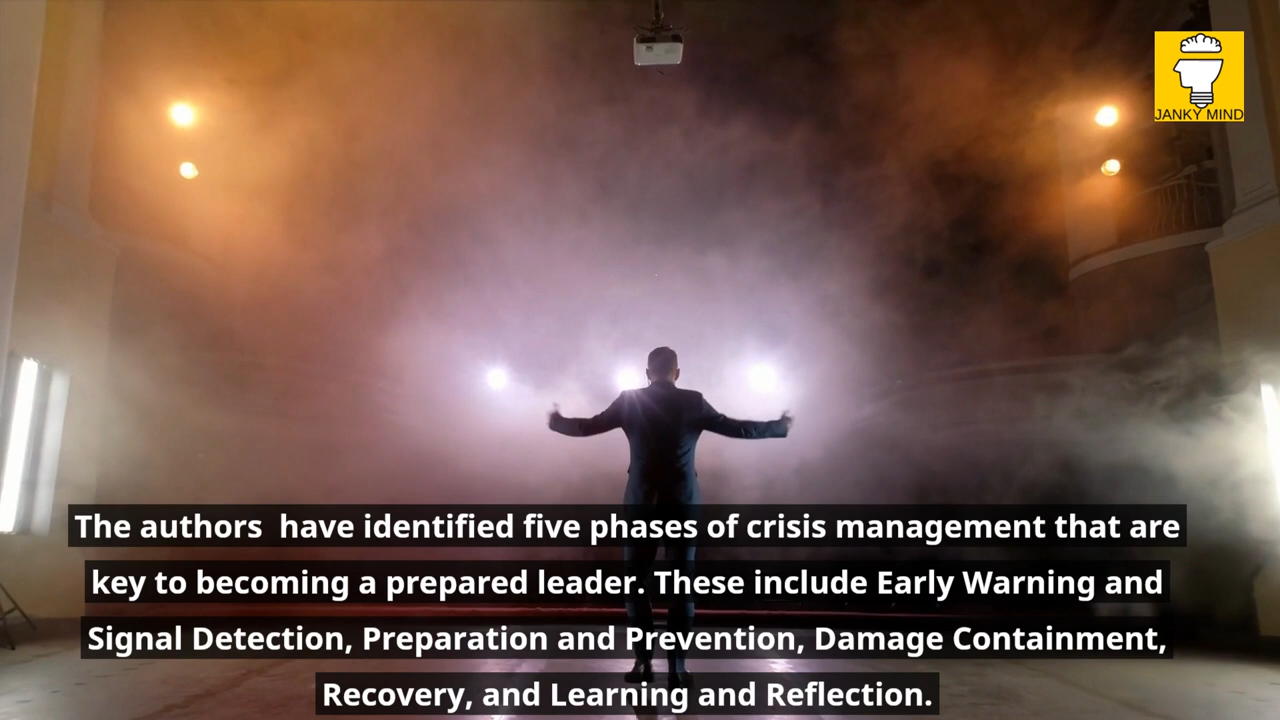 JANKY MIND
The authors  have identified five phases of crisis management that are
key to becoming a prepared leader. These include Early Warning and
Signal Detection, Preparation and Prevention, Damage Containment,
Recovery, and Learning and Reflection.